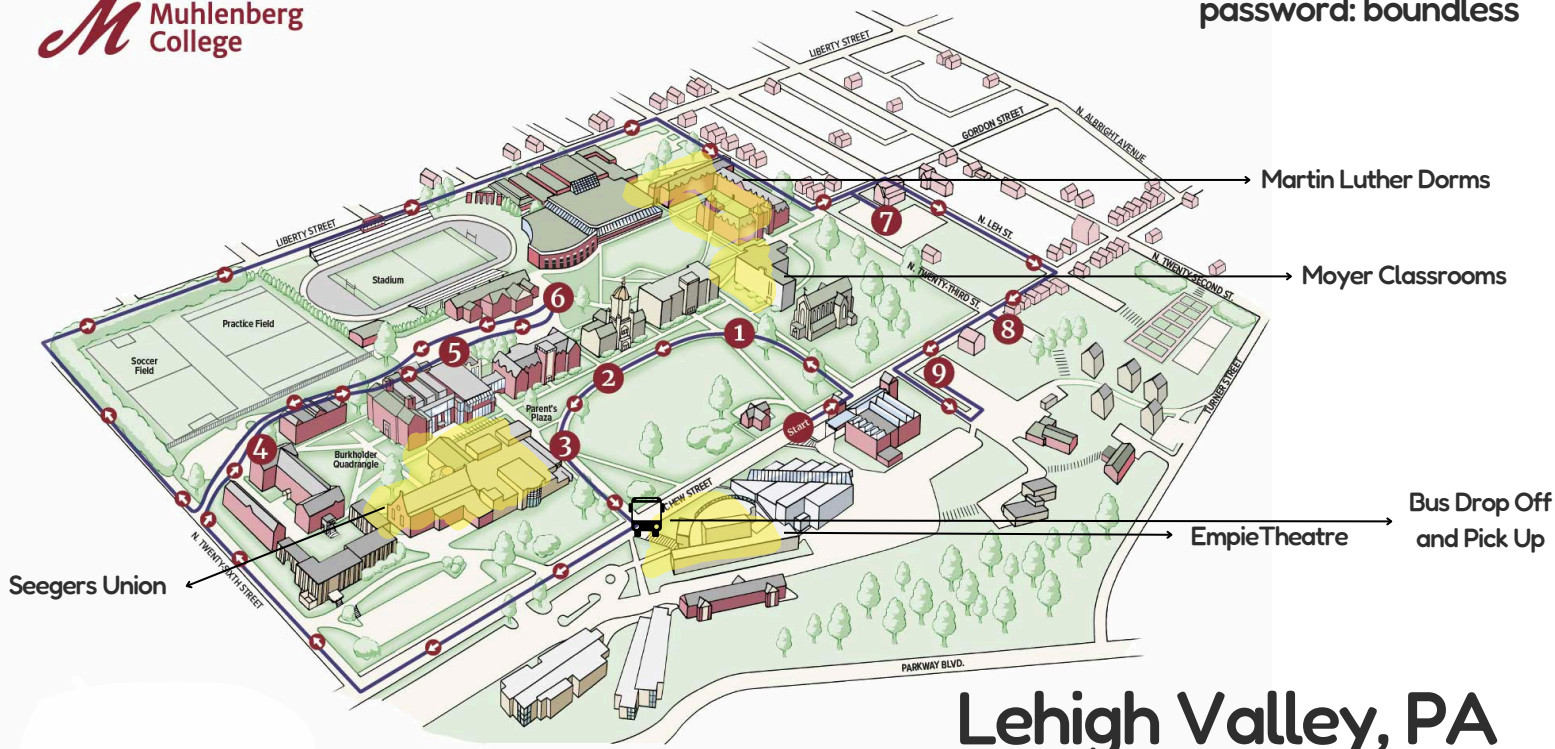 Muhlenberg
College
password: boundless
LIBERTY STREET
GORDON STREET
N. ALBRIGHT AVENUE
Martin Luther Dorms
LIBERTY STREET
7
N. LEH ST.
Stadium
N. TWENTY-THIRD ST.
N. TWENTY-SECOND ST.
Moyer Classrooms
6
Practice Field
Soccer
Field
5
1
8
2
9
TURNER STREET
Parent's
Plaza
Start
3
4
Burkholder
Quadrangle
CHEW STREET
Bus Drop Off
and Pick Up
EmpieTheatre
N. TWENTY-SIXTH STREET
Seegers Union
PARKWAY BLVD.
Lehigh Valley, PA